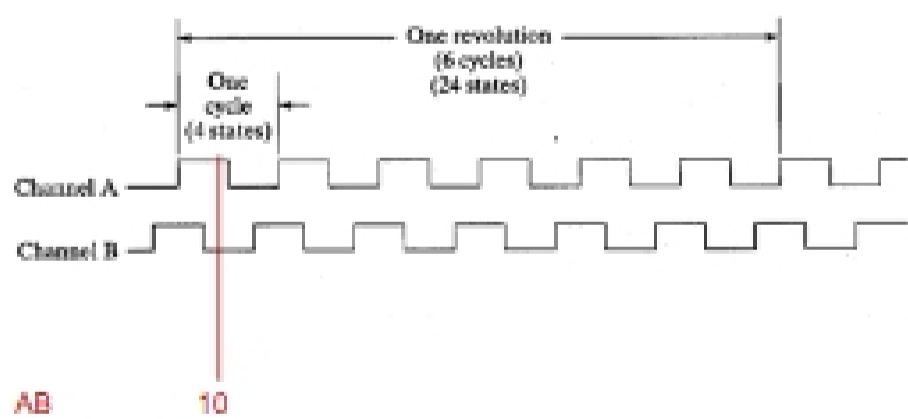 One revolution
(6 cycles)
(24 states)
One
cycle
(4 states)
Channel A
Channel B
AB 10